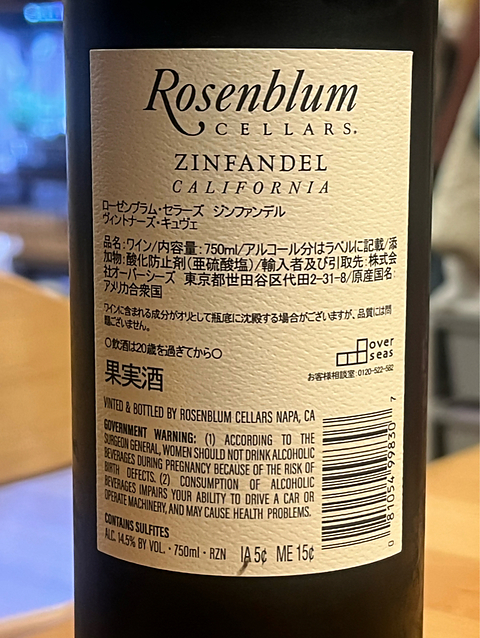 Rosenblum
CELLARS.
ZINFANDEL
CALIFORNIA
ローゼンブラム・セラーズ ジンファンデル
ヴィントナーズ・キュヴェ
品名:ワイン/内容量:750ml/アルコール分はラベルに記載/添
加物:酸化防止剤(亜硫酸塩)/輸入者及び引取先:株式会
社オーバーシーズ 東京都世田谷区代田2-31-8/原産国名:
アメリカ合衆国
ワインに含まれる成分がオリとして瓶底に沈殿する場合がございますが、品質には問
題ございません。
〇飲酒は20歳を過ぎてから〇
over
seas
果実酒
お客様相談室:0120-522-582
VINTED & BOTTLED BY ROSENBLUM CELLARS NAPA, CA
GOVERNMENT WARNING: (1) ACCORDING TO THE
SURGEON GENERAL, WOMEN SHOULD NOT DRINK ALCOHOLIC
BEVERAGES DURING PREGNANCY BECAUSE OF THE RISK OF
BIRTH DEFECTS. (2) CONSUMPTION OF ALCOHOLIC
BEVERAGES IMPAIRS YOUR ABILITY TO DRIVE A CAR OR
OPERATE MACHINERY, AND MAY CAUSE HEALTH PROBLEMS.
CONTAINS SULFITES
ALC. 14.5% BY VOL. • 750ml • RZN IA 5¢ ME 15¢
0 81054 99830 7